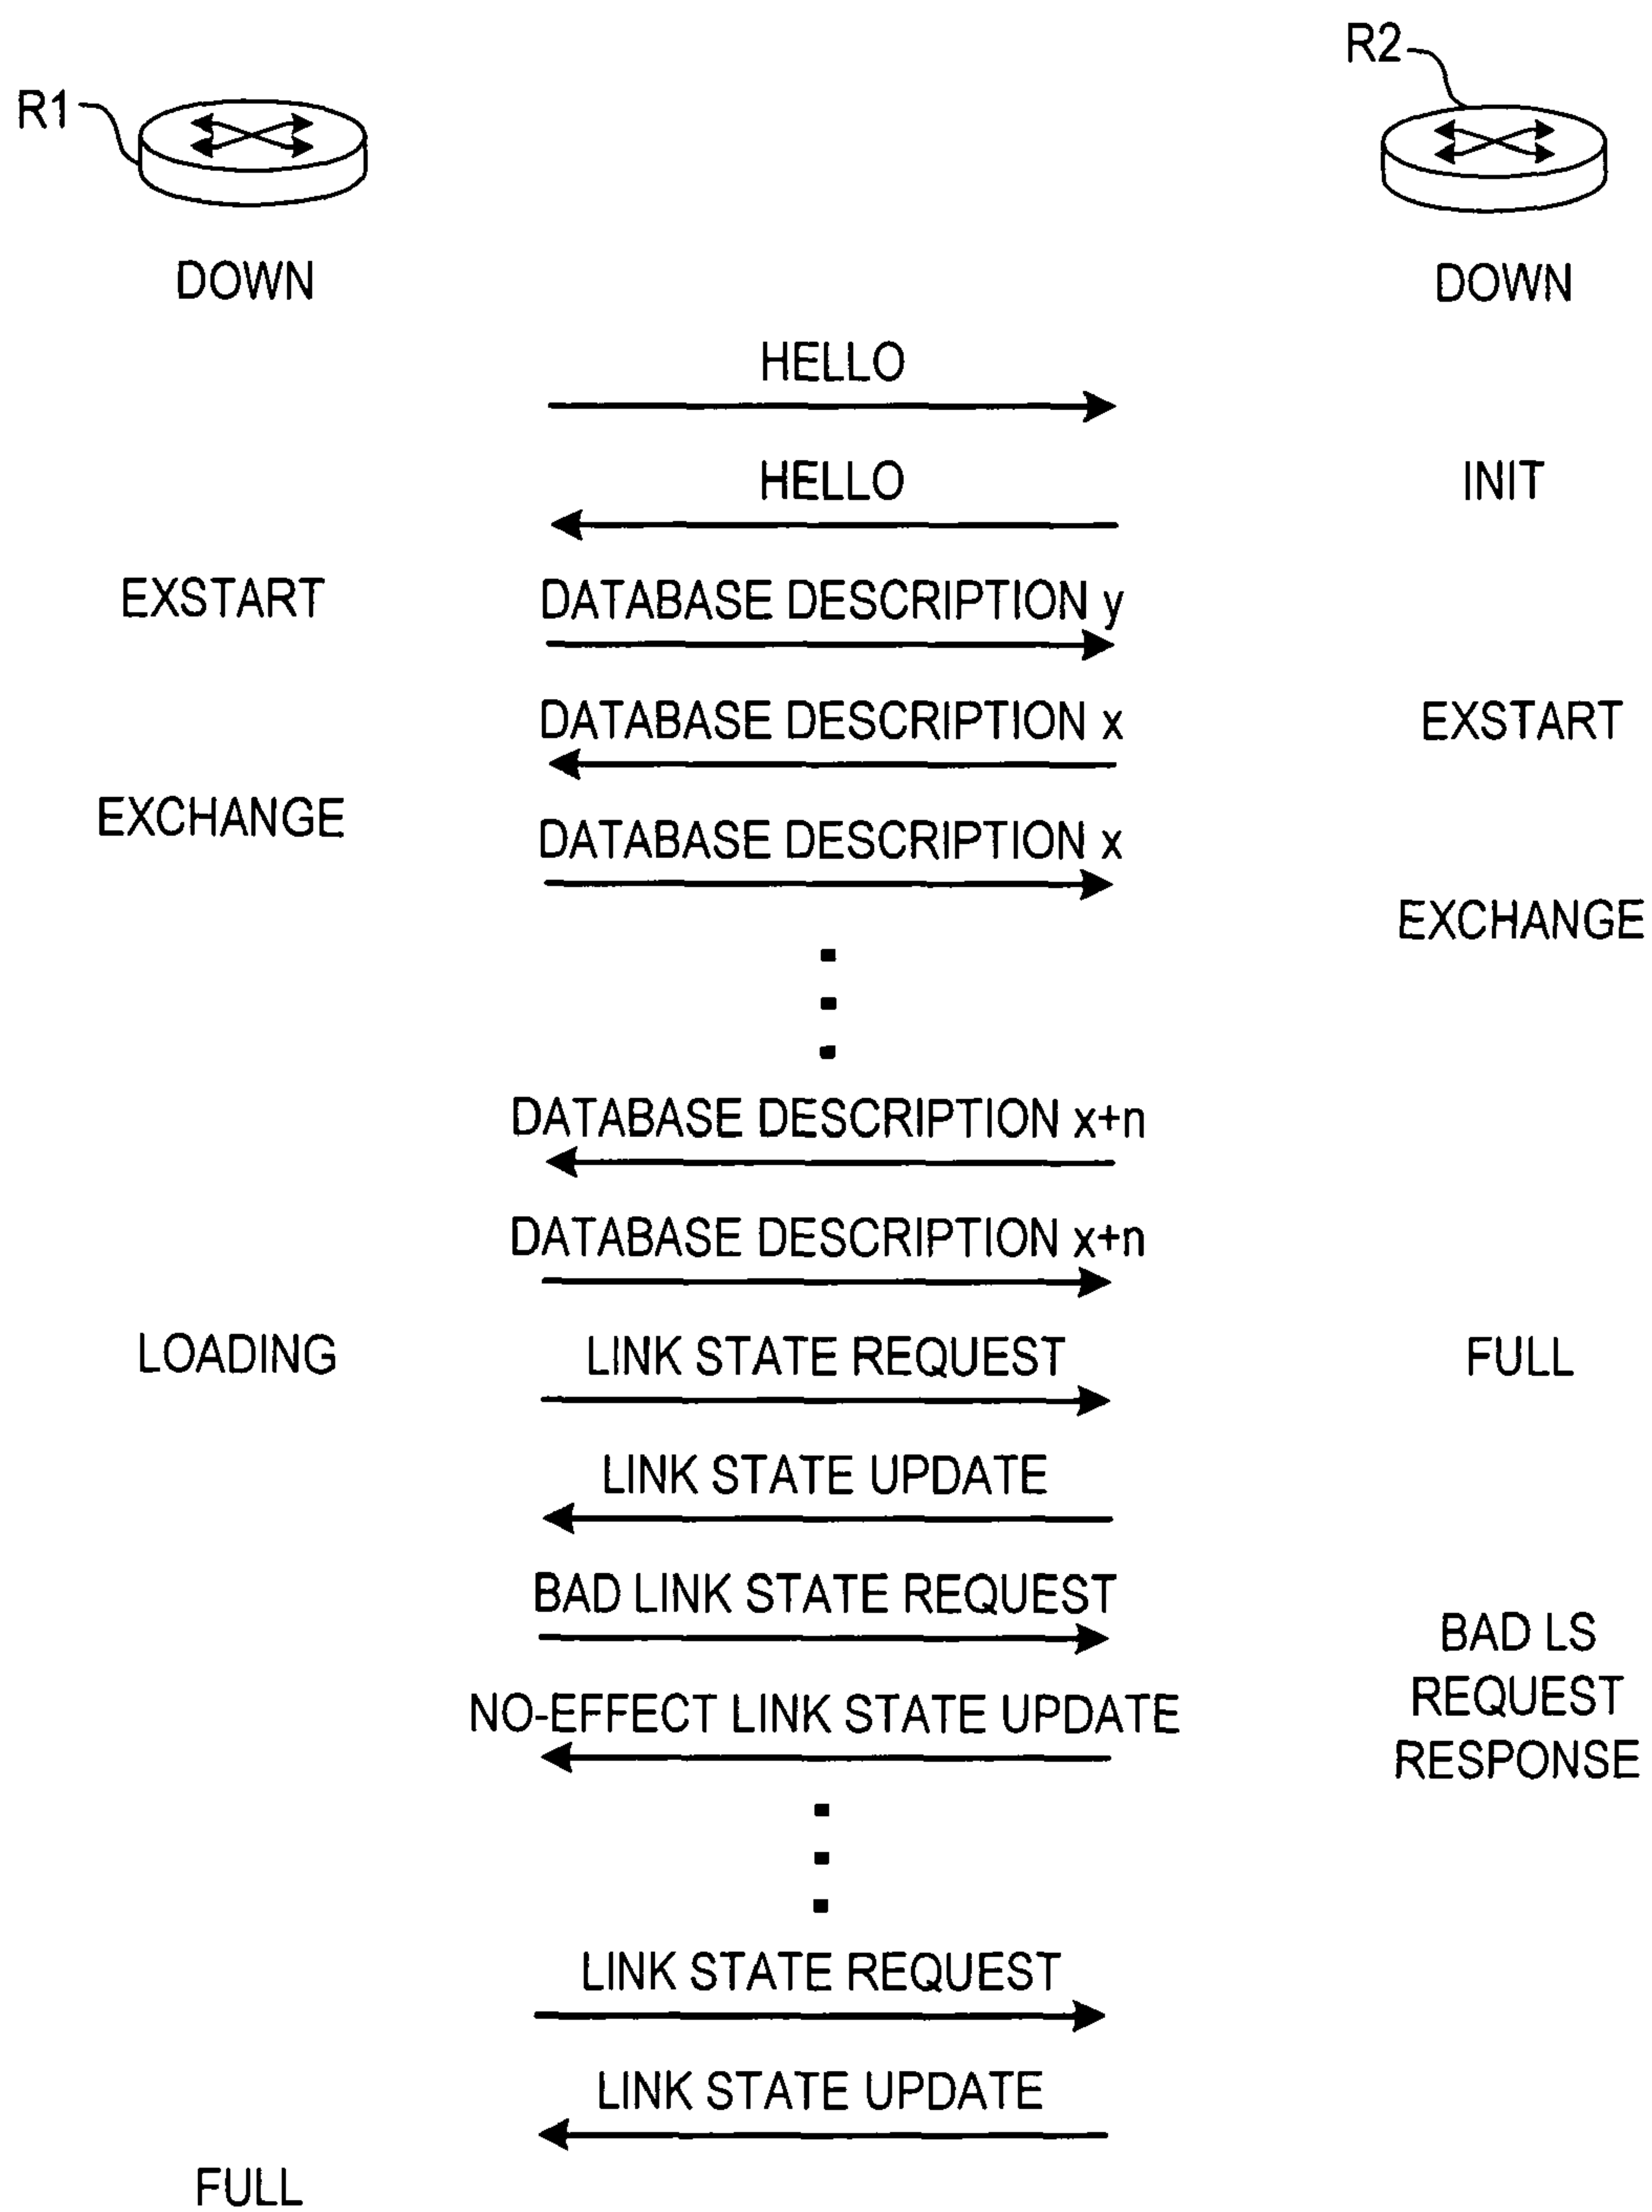 R2
R1
DOWN
DOWN
HELLO
HELLO
INIT
EXSTART
DATABASE DESCRIPTION y
DATABASE DESCRIPTION x
EXSTART
EXCHANGE
DATABASE DESCRIPTION x
EXCHANGE
DATABASE DESCRIPTION x+n
DATABASE DESCRIPTION x+n
LOADING
LINK STATE REQUEST
FULL
LINK STATE UPDATE
BAD LINK STATE REQUEST
BAD LS
REQUEST
RESPONSE
NO-EFFECT LINK STATE UPDATE
LINK STATE REQUEST
LINK STATE UPDATE
FULL